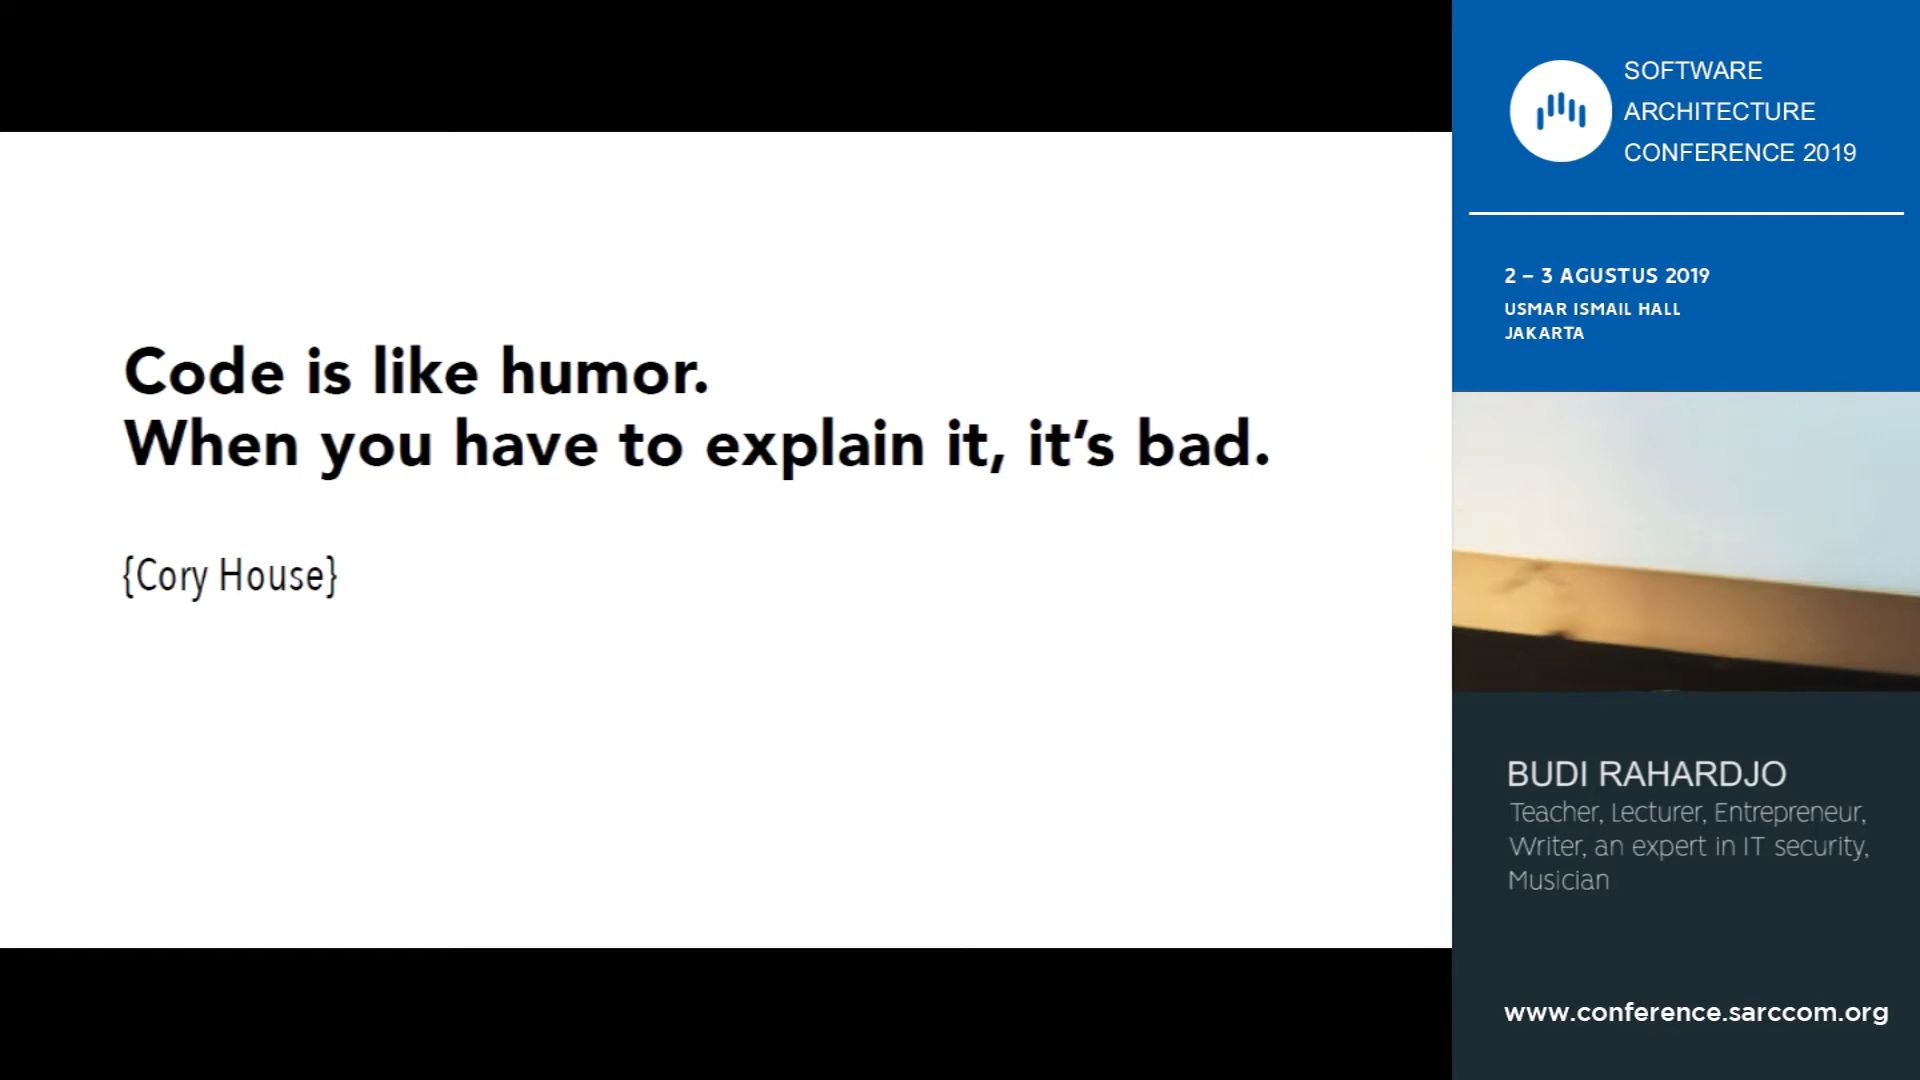 Code is like humor.
When you have to explain it, it’s bad.
{Cory House}
SOFTWARE
ARCHITECTURE
CONFERENCE 2019
2 – 3 AGUSTUS 2019
USMAR ISMAIL HALL
JAKARTA
BUDI RAHARDJO
Teacher, Lecturer, Entrepreneur,
Writer, an expert in IT security,
Musician
www.conference.sarccom.org